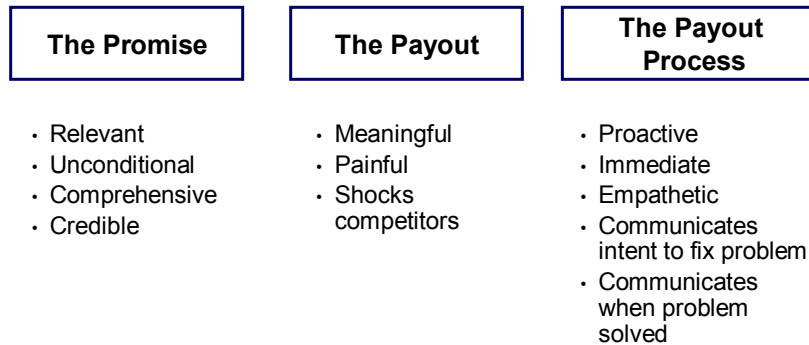 The Promise
• Relevant
• Unconditional
• Comprehensive
• Credible
The Payout
• Meaningful
• Painful
• Shocks
competitors
The Payout
Process
• Proactive
• Immediate
• Empathetic
• Communicates
intent to fix problem
• Communicates
when problem
solved